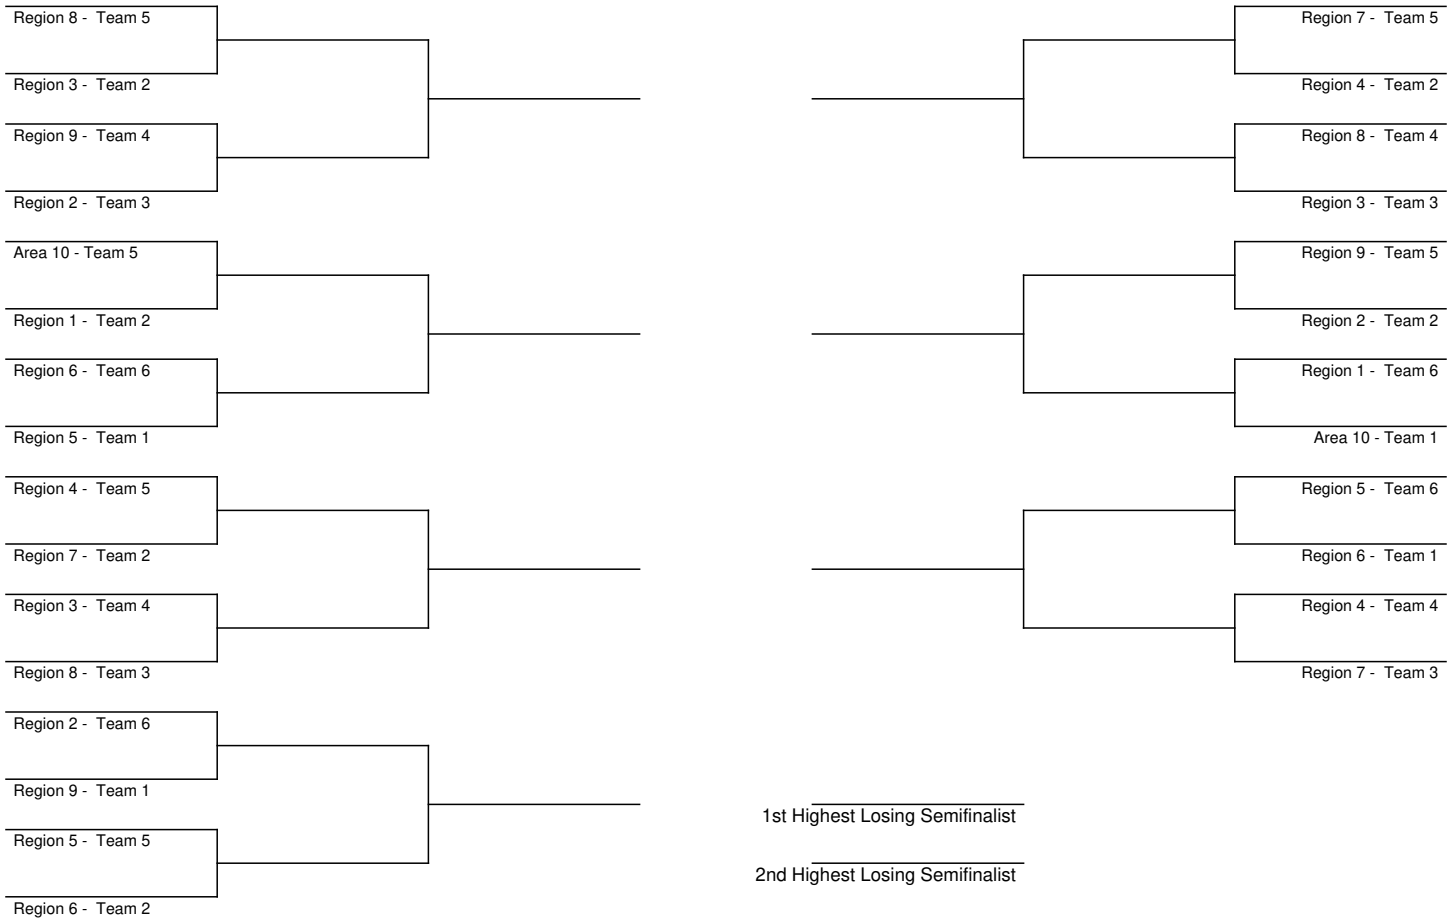 Region 8 - Team 5
Region 3 - Team 2
Region 9 - Team 4
Region 2 - Team 3
Area 10 - Team 5
Region 1 - Team 2
Region 6 - Team 6
Region 5 - Team 1
Region 4 - Team 5
Region 7 - Team 2
Region 3 - Team 4
Region 8 - Team 3
Region 2 - Team 6
Region 9 - Team 1
Region 5 - Team 5
Region 6 - Team 2
Region 7 - Team 5
Region 4 - Team 2
Region 8 - Team 4
Region 3 - Team 3
Region 9 - Team 5
Region 2 - Team 2
Region 1 - Team 6
Area 10 - Team 1
Region 5 - Team 6
Region 6 - Team 1
Region 4 - Team 4
Region 7 - Team 3
1st Highest Losing Semifinalist
2nd Highest Losing Semifinalist